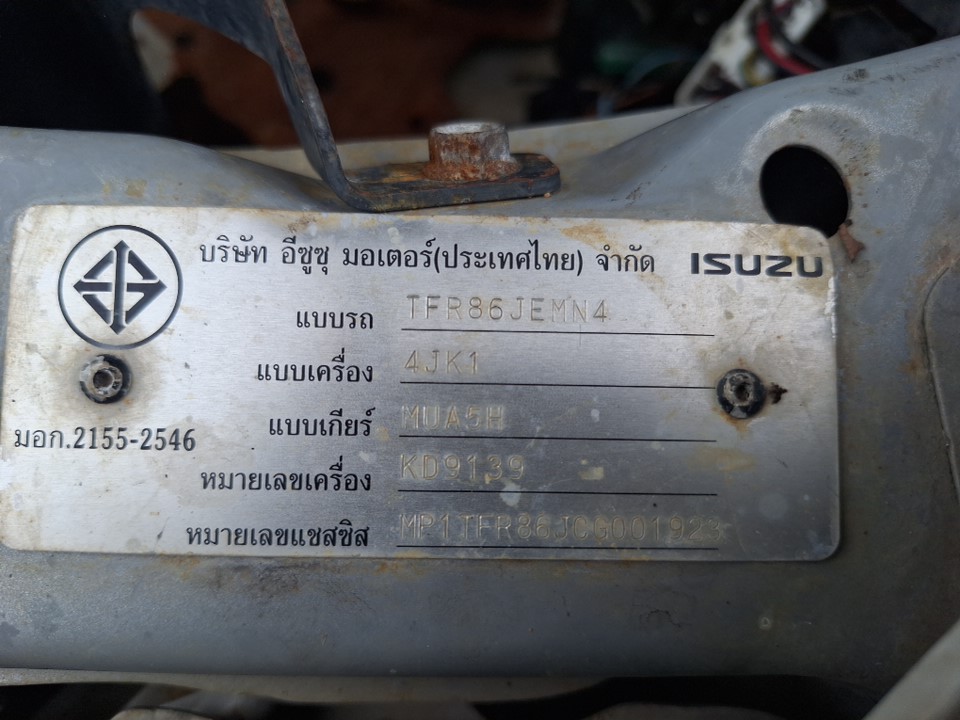 บริษัท อีซูซุ มอเตอร์(ประเทศไทย) จำกัด ISUZU
แบบรถ TFR86JEMN4
แบบเครื่อง 4JK1
แบบเกียร์ MUA5H
มอก.2155-2546
หมายเลขเครื่อง KD9139
หมายเลขแชสซิส MP1TFR86JCG001923